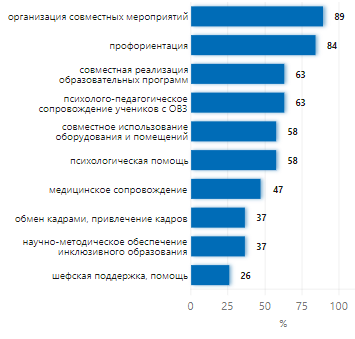 организация совместных мероприятий 89
профориентация 84
совместная реализация
образовательных программ 63
психолого-педагогическое
сопровождение учеников с ОВЗ 63
совместное использование
оборудования и помещений 58
психологическая помощь 58
медицинское сопровождение 47
обмен кадрами, привлечение кадров 37
научно-методическое обеспечение
инклюзивного образования 37
шефская поддержка, помощь 26
0 25 50 75 100
%